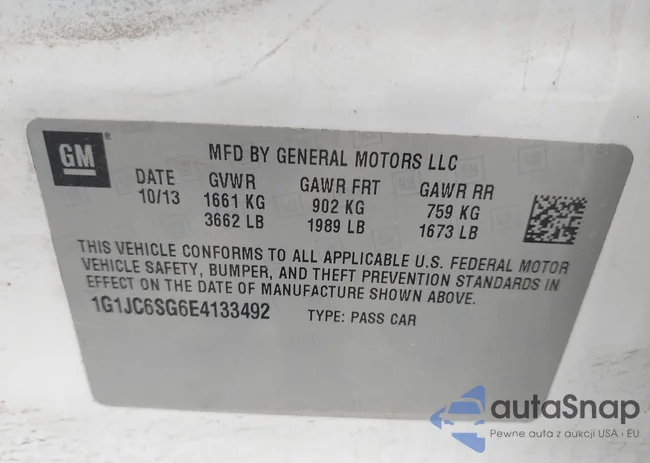 GM
MFD BY GENERAL MOTORS LLC
DATE GVWR GAWR FRT GAWR RR
10/13 1661 KG 902 KG 759 KG
3662 LB 1989 LB 1673 LB
THIS VEHICLE CONFORMS TO ALL APPLICABLE U.S. FEDERAL MOTOR
VEHICLE SAFETY, BUMPER, AND THEFT PREVENTION STANDARDS IN
EFFECT ON THE DATE OF MANUFACTURE SHOWN ABOVE.
1G1JC6SG6E4133492 TYPE: PASS CAR
autaSnap
Pewne auta z aukcji USA i EU